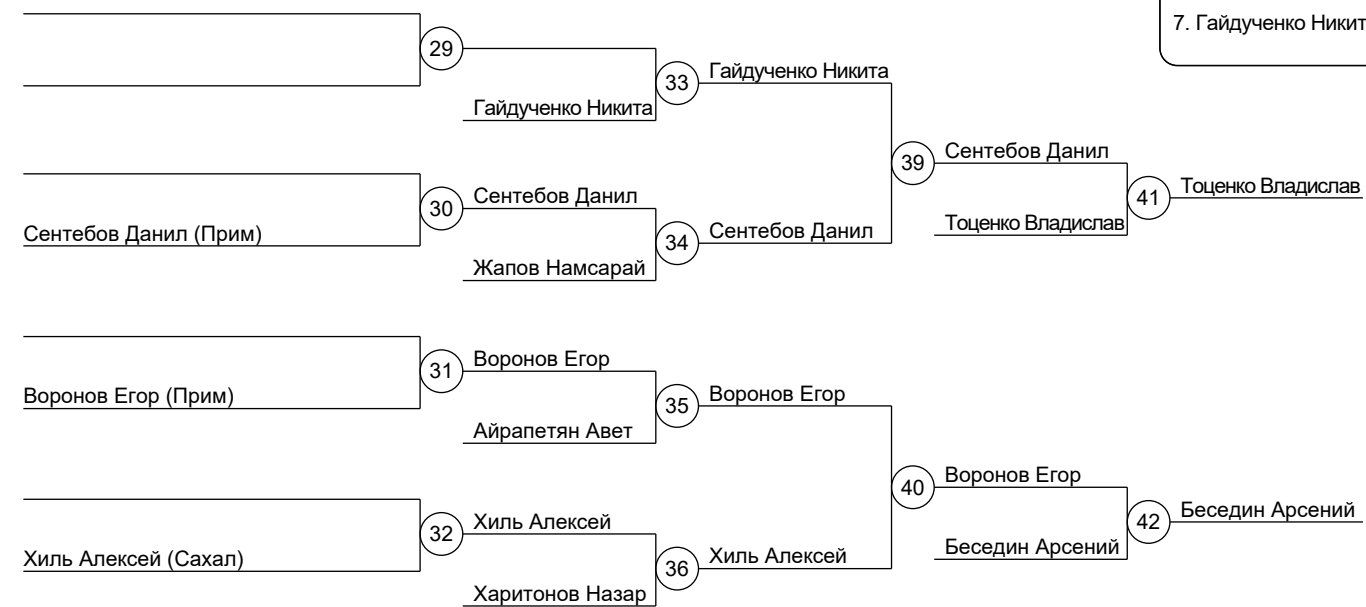 7. Гайдученко Никит
29
33
Гайдученко Никита
Гайдученко Никита
39
Сентебов Данил
41
Тоценко Владислав
Тоценко Владислав
30
Сентебов Данил
Сентебов Данил (Прим)
34
Сентебов Данил
Жапов Намсарай
31
Воронов Егор
Воронов Егор (Прим)
35
Воронов Егор
Айрапетян Авет
40
Воронов Егор
42
Беседин Арсений
Беседин Арсений
32
Хиль Алексей
Хиль Алексей (Сахал)
36
Хиль Алексей
Харитонов Назар